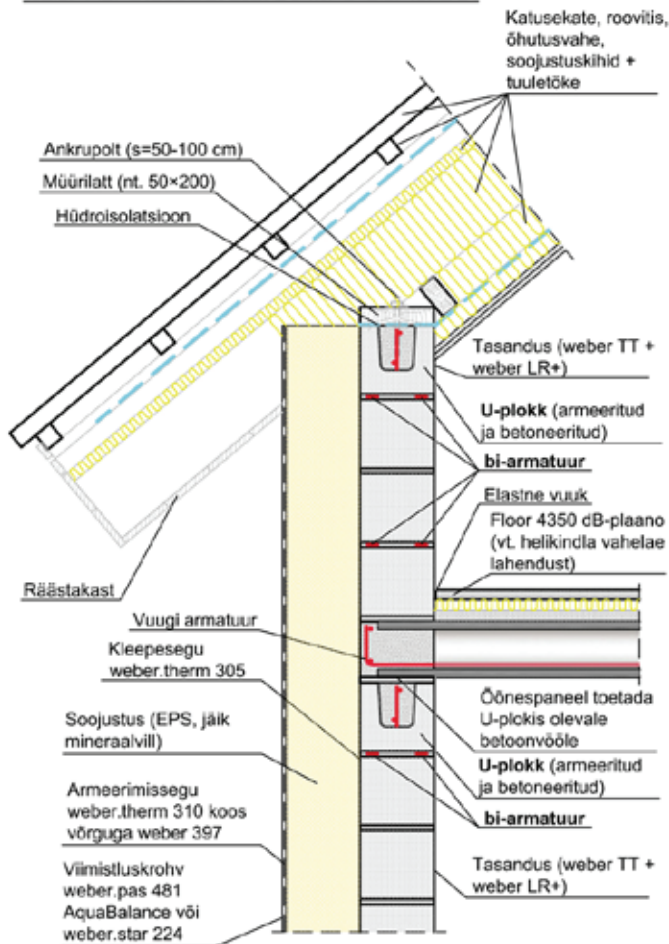 Katusekate, roovitis,
õhutusvahe,
soojustuskihid +
tuuletõke
Ankrupolt (s=50-100 cm)
Müürilatt (nt. 50×200)
Hüdroisolatsioon
Tasandus (weber TT +
weber LR+)
U-plokk (armeeritud
ja betoneeritud)
bi-armatuur
Elastne vuuk
Floor 4350 dB-plaano
(vt. helikindla vahelae
lahendust)
Räästakast
Vuugi armatuur
Kleepesegu
weber.therm 305
Soojustus (EPS, jäik
mineraalvill)
Õõnespaneel toetada
U-plokis olevale
betoonvööle
U-plokk (armeeritud
ja betoneeritud)
bi-armatuur
Armeerimissegu
weber.therm 310 koos
võrguga weber 397
Viimistluskrohv
weber.pas 481
AquaBalance või
weber.star 224
Tasandus (weber TT +
weber LR+)